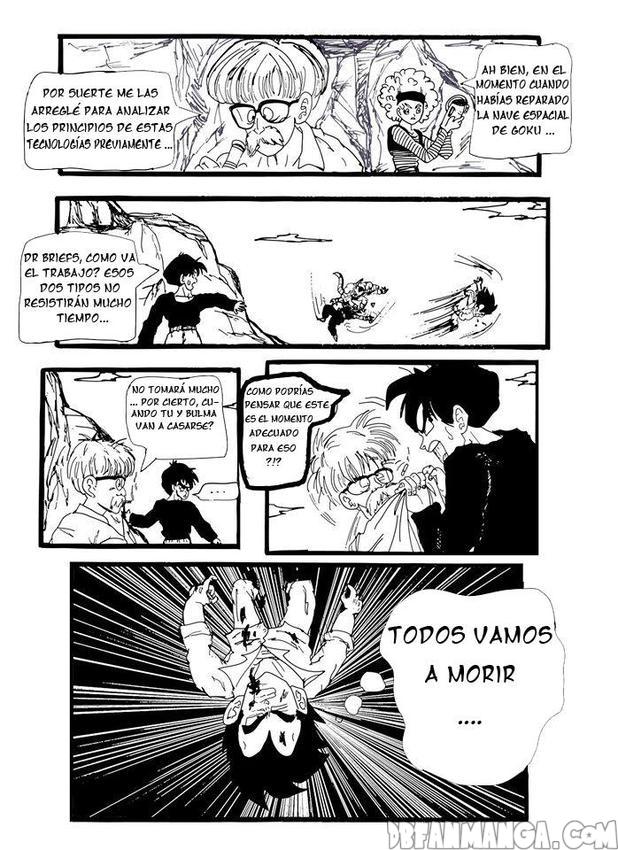 POR SUERTE ME LAS
ARREGLÉ PARA ANALIZAR
LOS PRINCIPIOS DE ESTAS
TECNOLOGÍAS PREVIAMENTE ...
AH BIEN, EN EL
MOMENTO CUANDO
HABÍAS REPARADO
LA NAVE ESPACIAL
DE GOKU ...
DR BRIEFS, COMO VA
EL TRABAJO? ESOS
DOS TIPOS NO
RESISTIRÁN MUCHO
TIEMPO...
NO TOMARÁ MUCHO
... POR CIERTO, CU-
ANDO TU Y BULMA
VAN A CASARSE?
....
COMO PODRÍAS
PENSAR QUE ESTE
ES EL MOMENTO
ADECUADO
PARA ESO
?!?
TODOS VAMOS
A MORIR
....
DBFANMANGA.COM